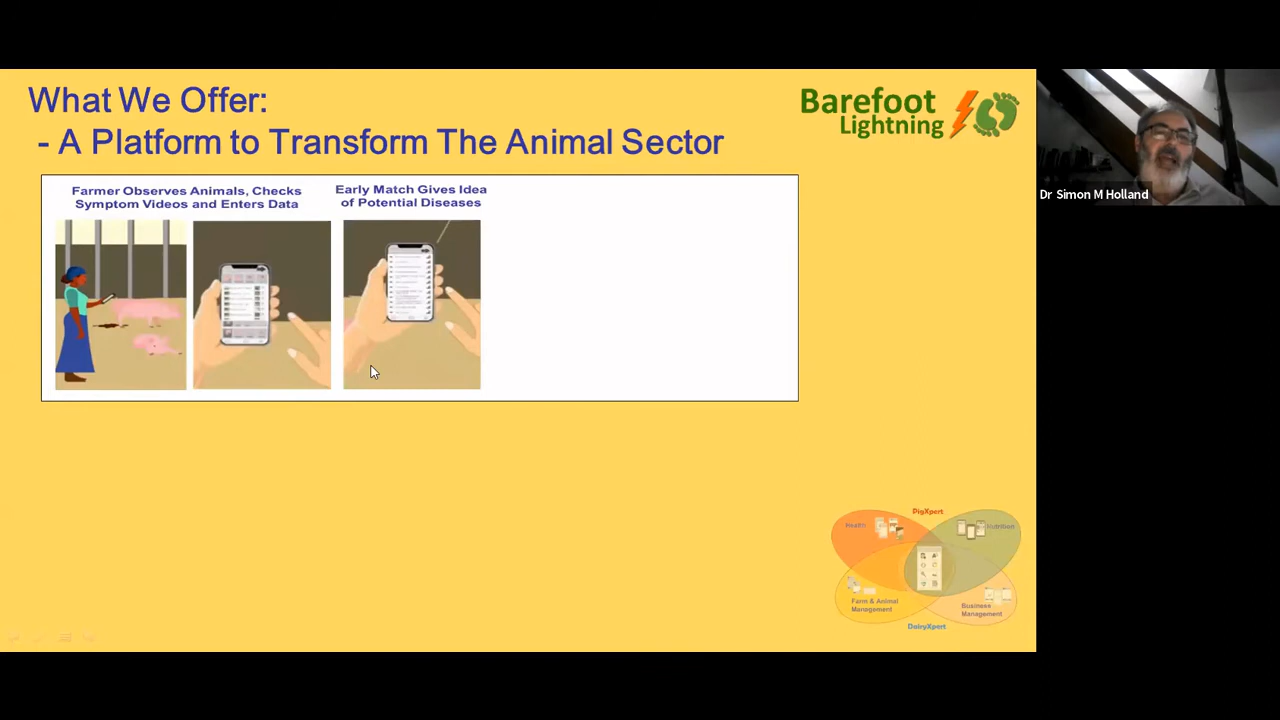 What We Offer:
- A Platform to Transform The Animal Sector
Barefoot
Lightning
Farmer Observes Animals, Checks
Symptom Videos and Enters Data
Early Match Gives Idea
of Potential Diseases
Dr Simon M Holland
PigXpert
Health
Nutrition
Farm & Animal
Management
Business
Management
DairyXpert